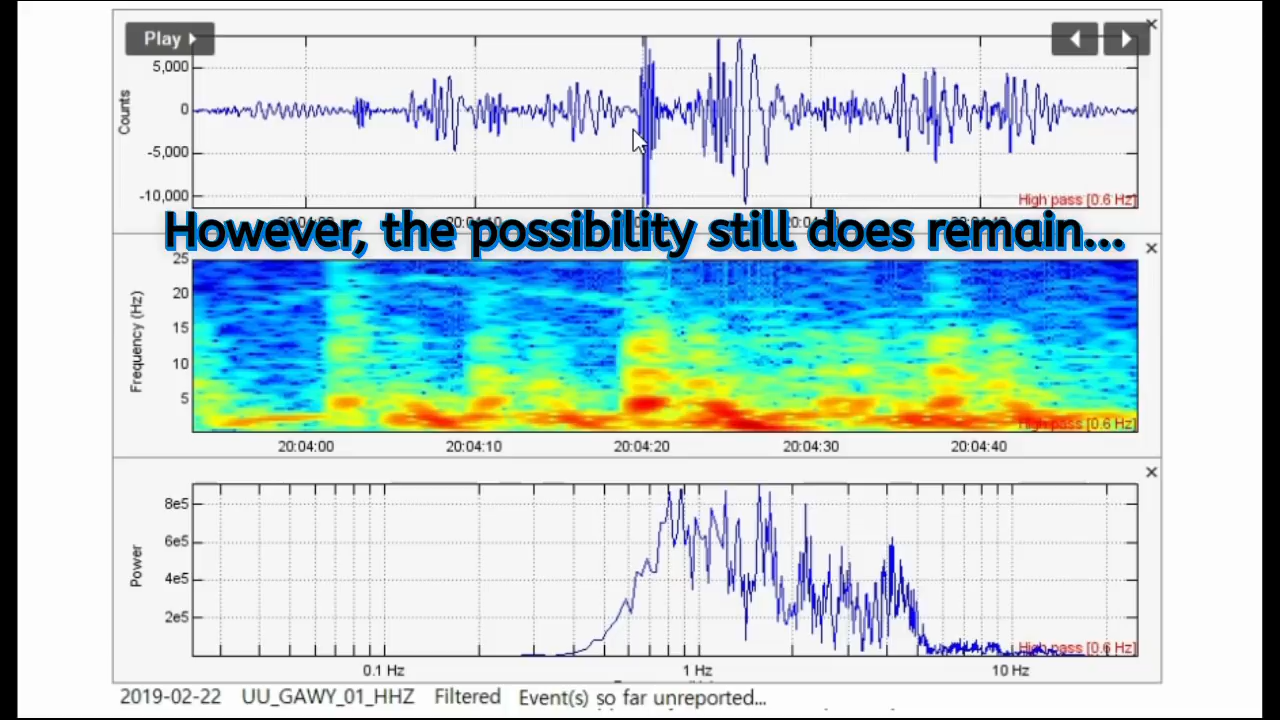 Play
Counts
5,000
0
-5,000
-10,000
High pass [0.6 Hz]
However, the possibility still does remain...
Frequency (Hz)
25
20
15
10
5
High pass [0.6 Hz]
20:04:00 20:04:10 20:04:20 20:04:30 20:04:40
Power
8e5
6e5
4e5
2e5
High pass [0.6 Hz]
0.1 Hz 1 Hz 10 Hz
2019-02-22 UU_GAWY_01_HHZ Filtered Event(s) so far unreported...